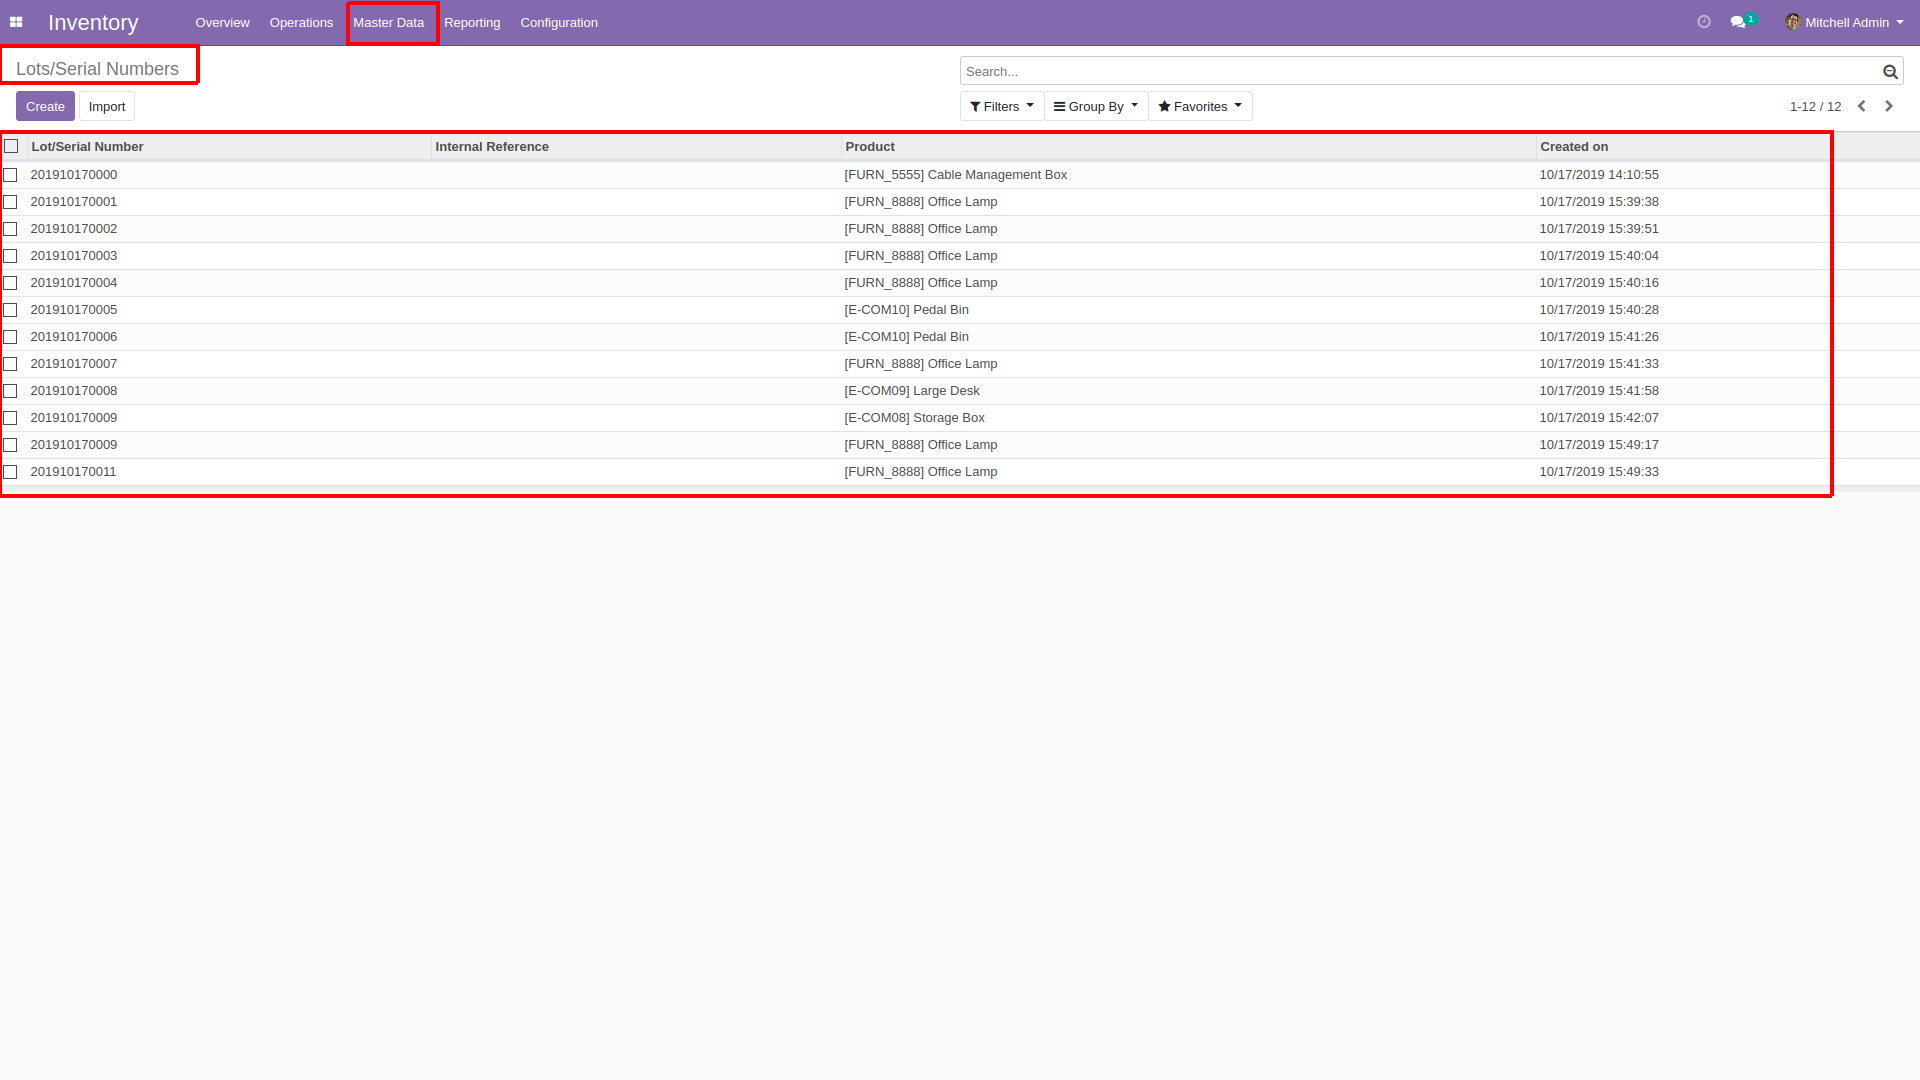 Inventory Overview Operations Master Data Reporting Configuration 1 Mitchell Admin
Lots/Serial Numbers Search...
Create Import Filters Group By Favorites 1-12 / 12
Lot/Serial Number Internal Reference Product Created on
201910170000 [FURN_5555] Cable Management Box 10/17/2019 14:10:55
201910170001 [FURN_8888] Office Lamp 10/17/2019 15:39:38
201910170002 [FURN_8888] Office Lamp 10/17/2019 15:39:51
201910170003 [FURN_8888] Office Lamp 10/17/2019 15:40:04
201910170004 [FURN_8888] Office Lamp 10/17/2019 15:40:16
201910170005 [E-COM10] Pedal Bin 10/17/2019 15:40:28
201910170006 [E-COM10] Pedal Bin 10/17/2019 15:41:26
201910170007 [FURN_8888] Office Lamp 10/17/2019 15:41:33
201910170008 [E-COM09] Large Desk 10/17/2019 15:41:58
201910170009 [E-COM08] Storage Box 10/17/2019 15:42:07
201910170009 [FURN_8888] Office Lamp 10/17/2019 15:49:17
201910170011 [FURN_8888] Office Lamp 10/17/2019 15:49:33